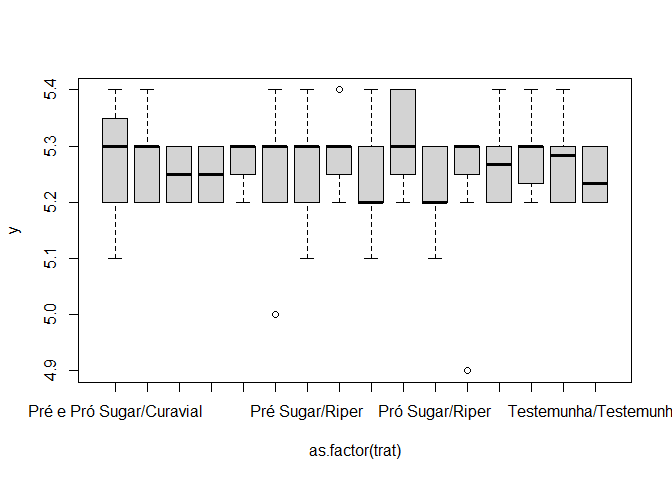 5.4
5.3
5.2
5.1
5.0
4.9
y
Pré e Pró Sugar/Curavial Pré Sugar/Riper Pró Sugar/Riper Testemunha/Testemunh
as.factor(trat)